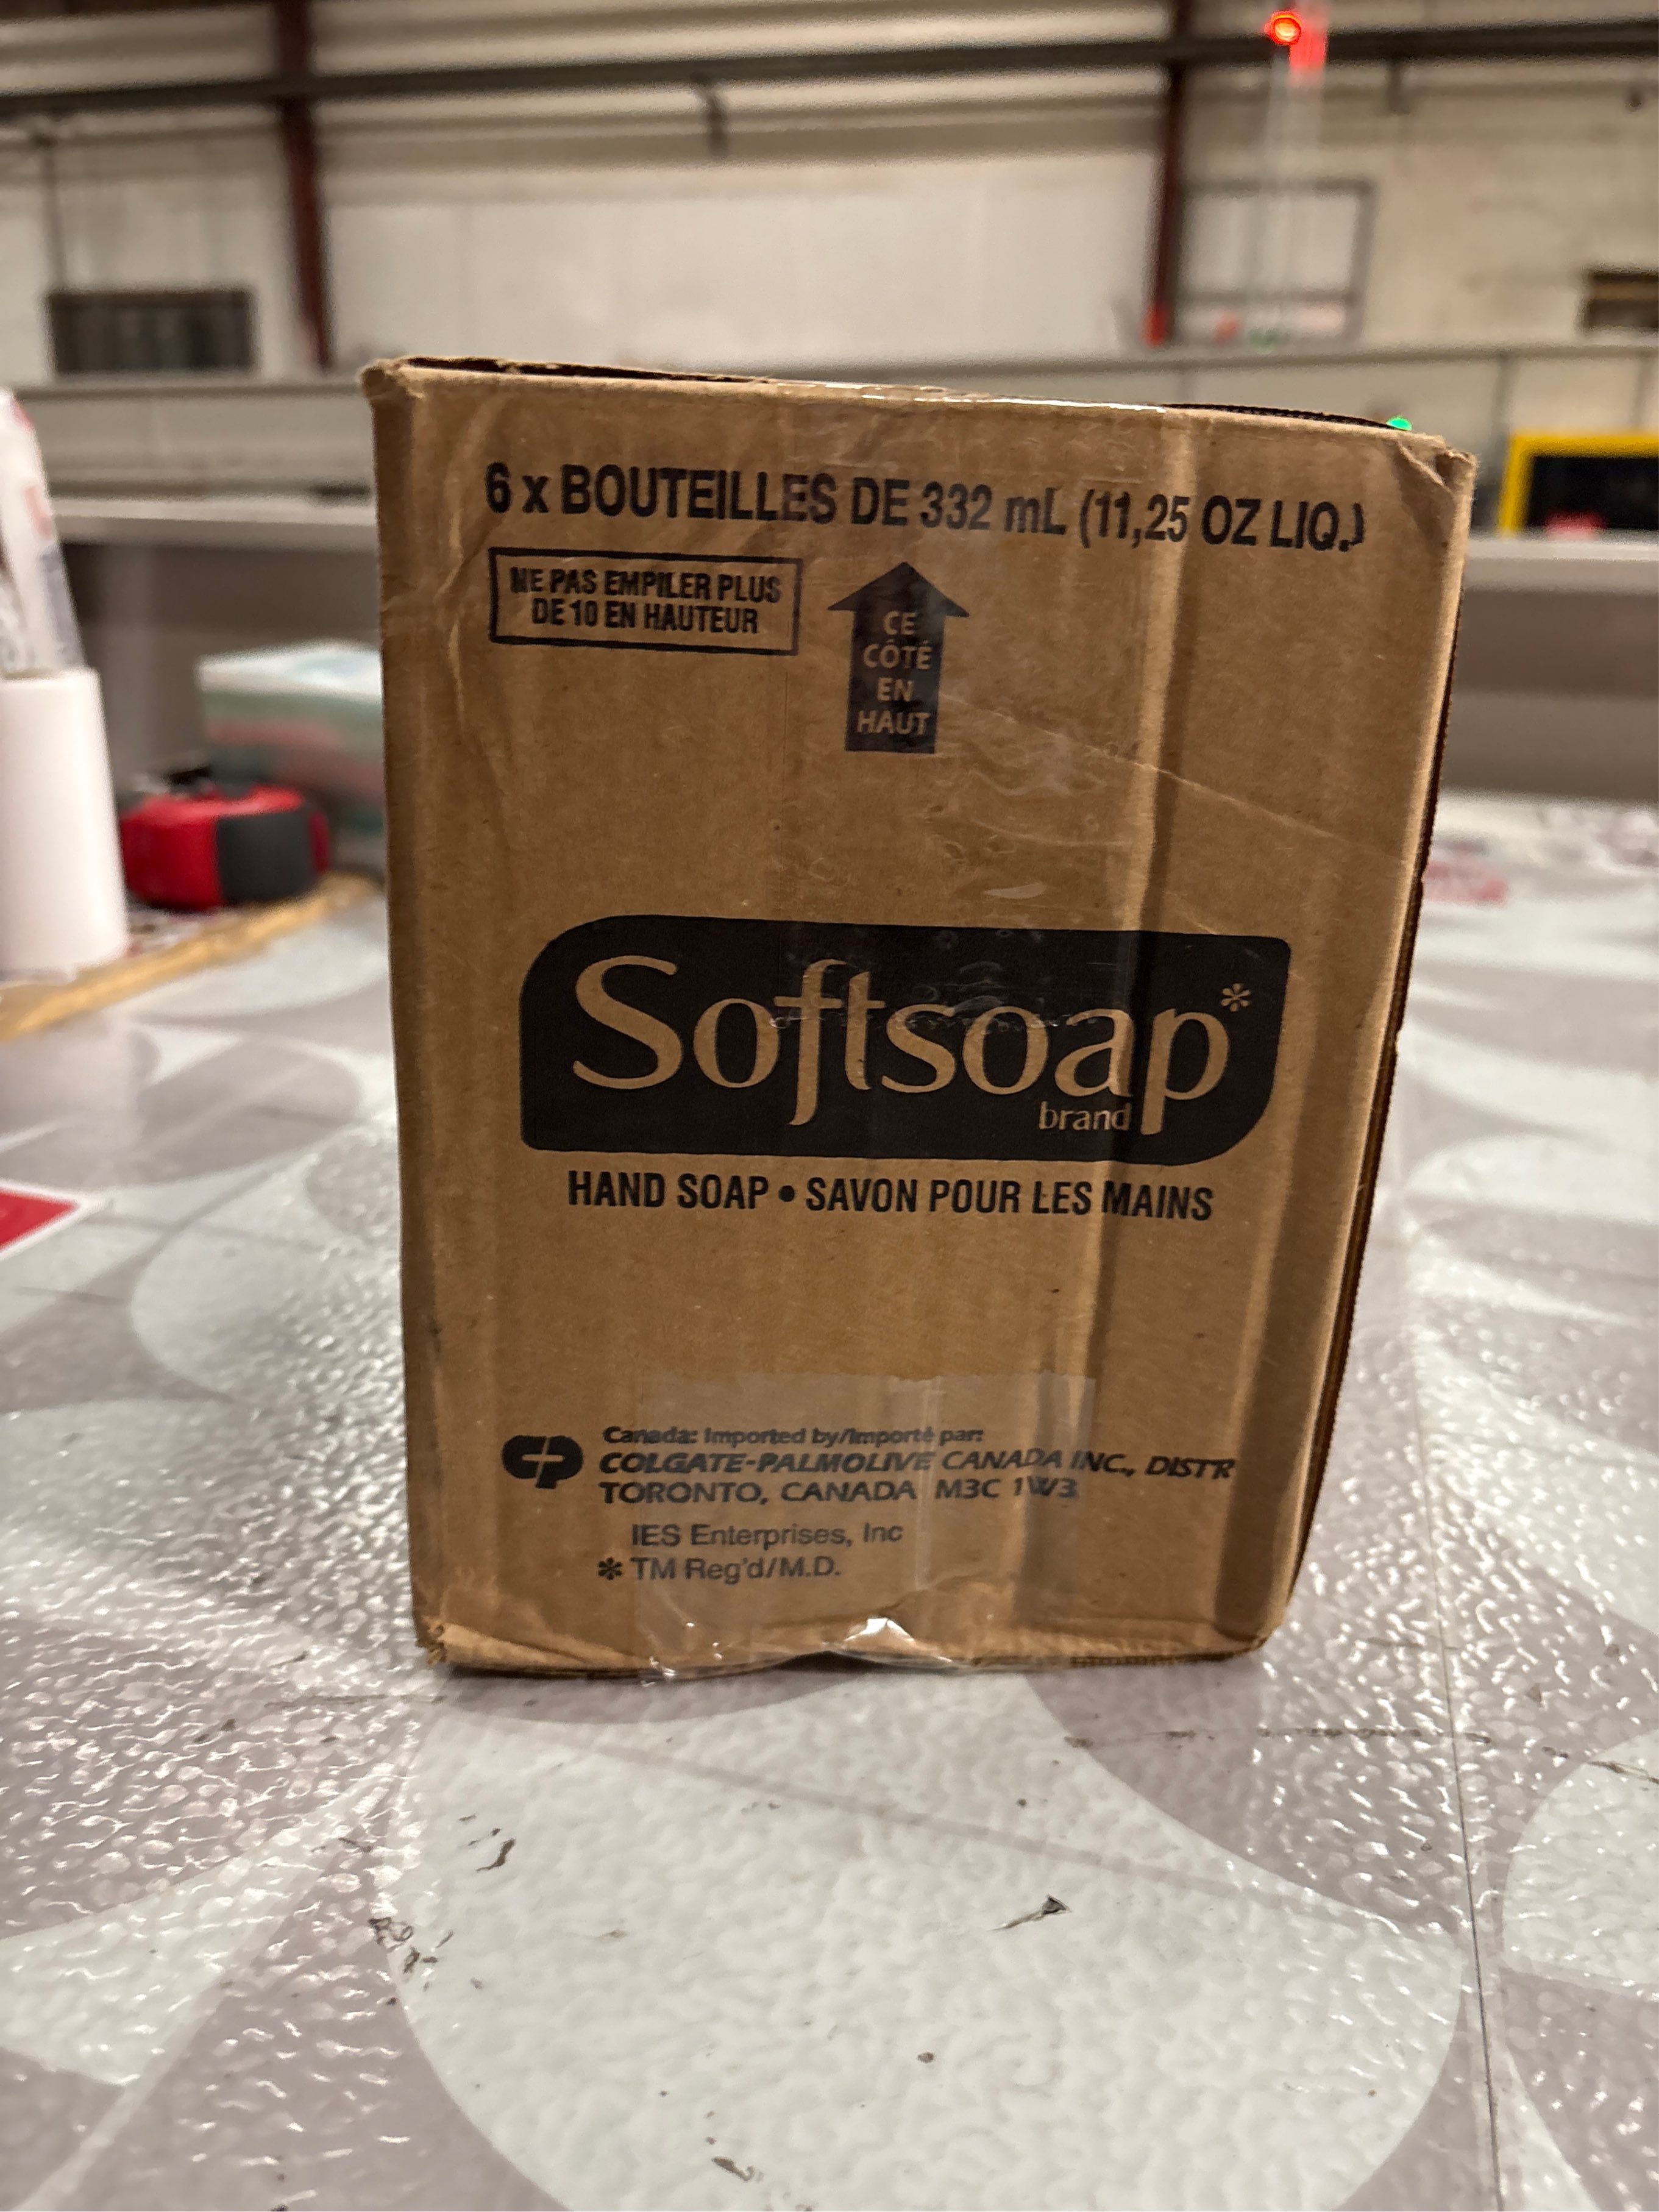 6 x BOUTEILLES DE 332 mL (11,25 OZ LIQ.)
NE PAS EMPILER PLUS
DE 10 EN HAUTEUR
CE
CÔTÉ
EN
HAUT
Softsoap*
brand
HAND SOAP • SAVON POUR LES MAINS
CP
Canada: Imported by/Importé par:
COLGATE-PALMOLIVE CANADA INC., DISTR
TORONTO, CANADA M3C 1W3
IES Enterprises, Inc
* TM Reg'd/M.D.